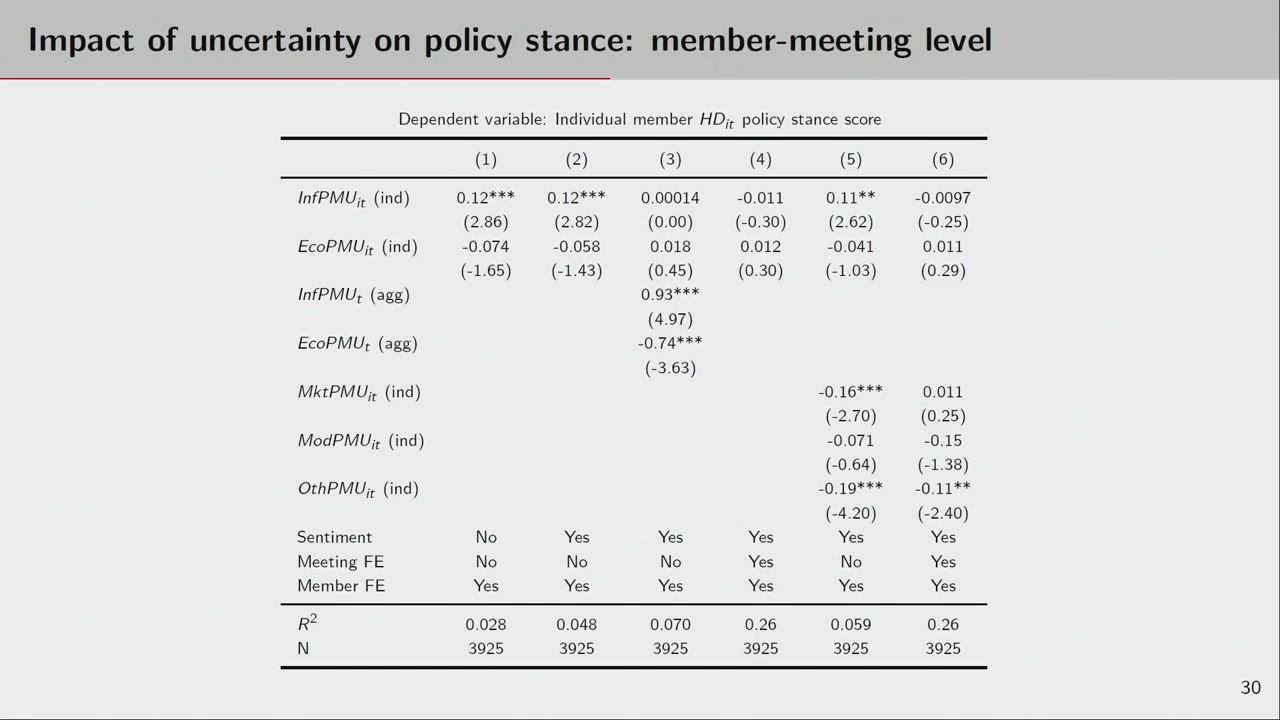 Impact of uncertainty on policy stance: member-meeting level
Dependent variable: Individual member HD_it policy stance score
(1) (2) (3) (4) (5) (6)
InfPMU_it (ind) 0.12*** 0.12*** 0.00014 -0.011 0.11** -0.0097
(2.86) (2.82) (0.00) (-0.30) (2.62) (-0.25)
EcoPMU_it (ind) -0.074 -0.058 0.018 0.012 -0.041 0.011
(-1.65) (-1.43) (0.45) (0.30) (-1.03) (0.29)
InfPMU_t (agg) 0.93***
(4.97)
EcoPMU_t (agg) -0.74***
(-3.63)
MktPMU_it (ind) -0.16*** 0.011
(-2.70) (0.25)
ModPMU_it (ind) -0.071 -0.15
(-0.64) (-1.38)
OthPMU_it (ind) -0.19*** -0.11**
(-4.20) (-2.40)
Sentiment No Yes Yes Yes Yes Yes
Meeting FE No No No Yes No Yes
Member FE Yes Yes Yes Yes Yes Yes
R² 0.028 0.048 0.070 0.26 0.059 0.26
N 3925 3925 3925 3925 3925 3925
30